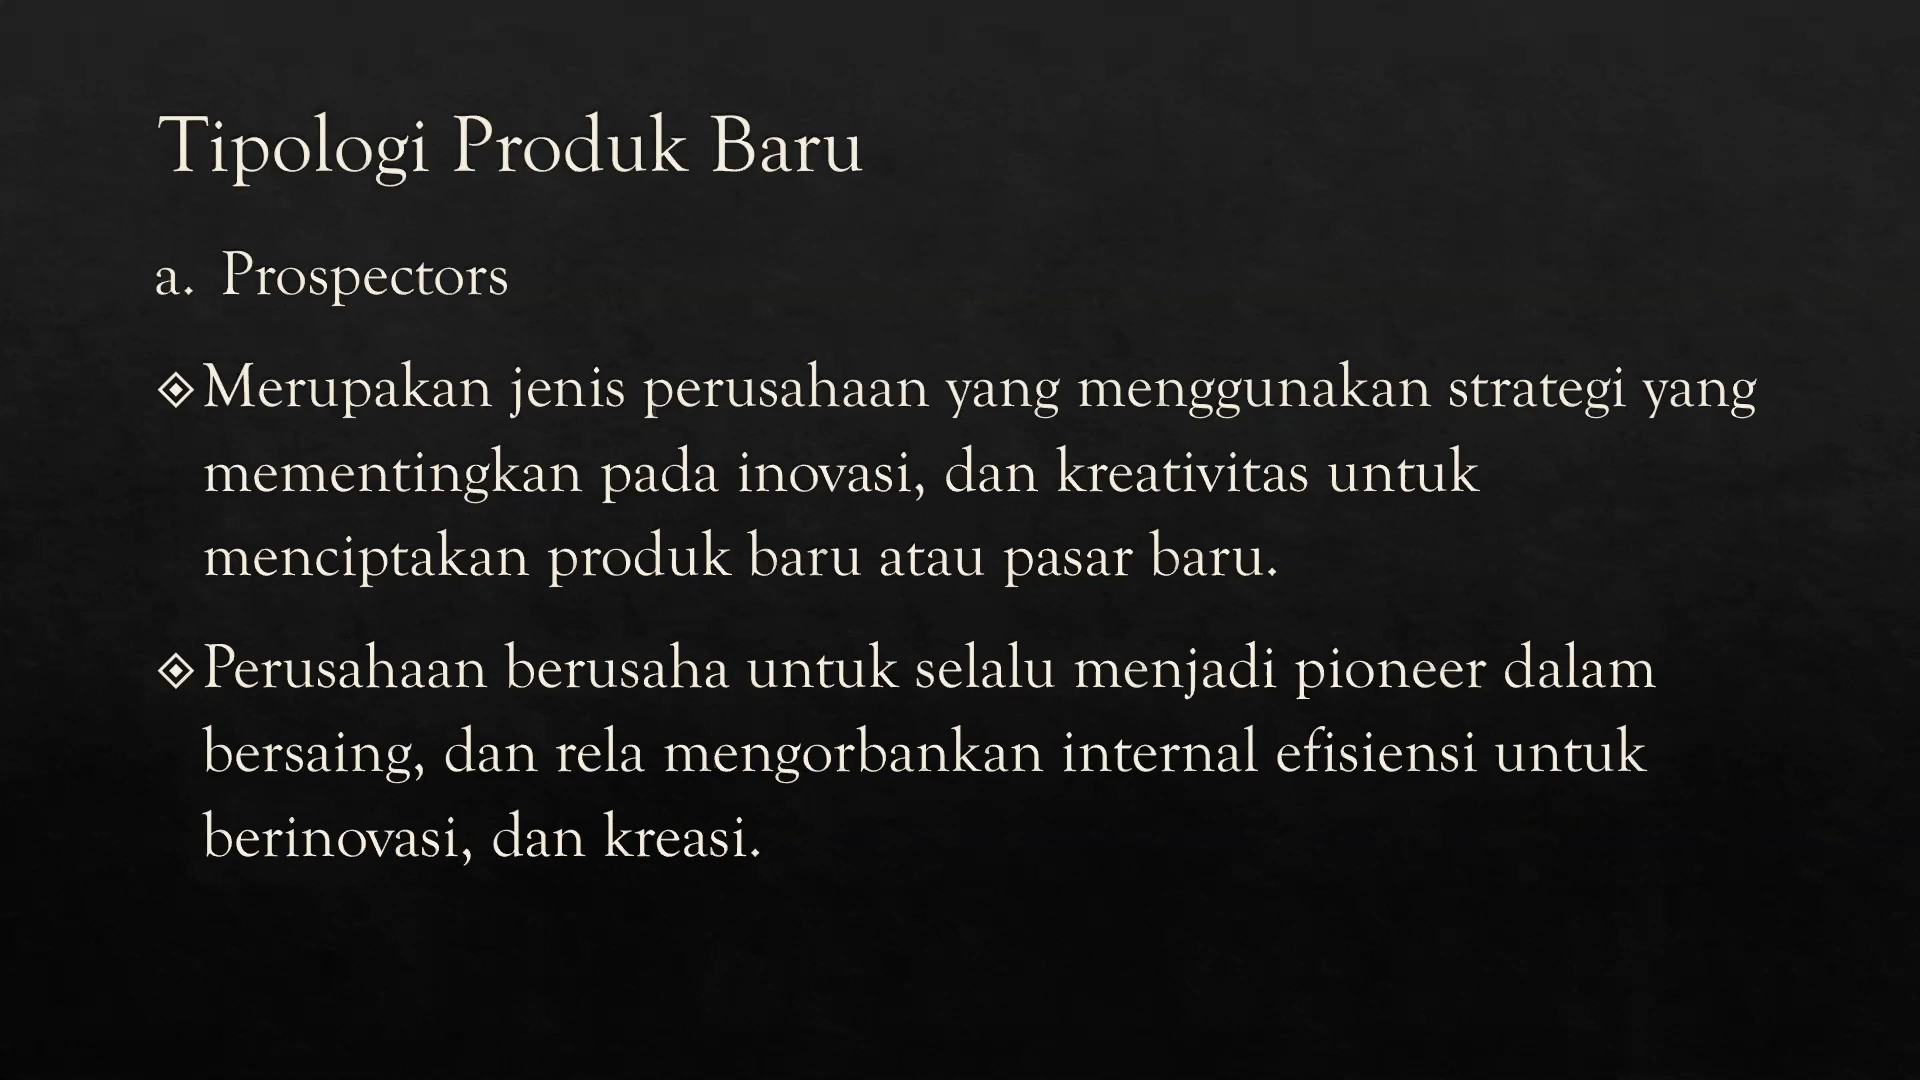 Tipologi Produk Baru
a. Prospectors
Merupakan jenis perusahaan yang menggunakan strategi yang
mementingkan pada inovasi, dan kreativitas untuk
menciptakan produk baru atau pasar baru.
Perusahaan berusaha untuk selalu menjadi pioneer dalam
bersaing, dan rela mengorbankan internal efisiensi untuk
berinovasi, dan kreasi.